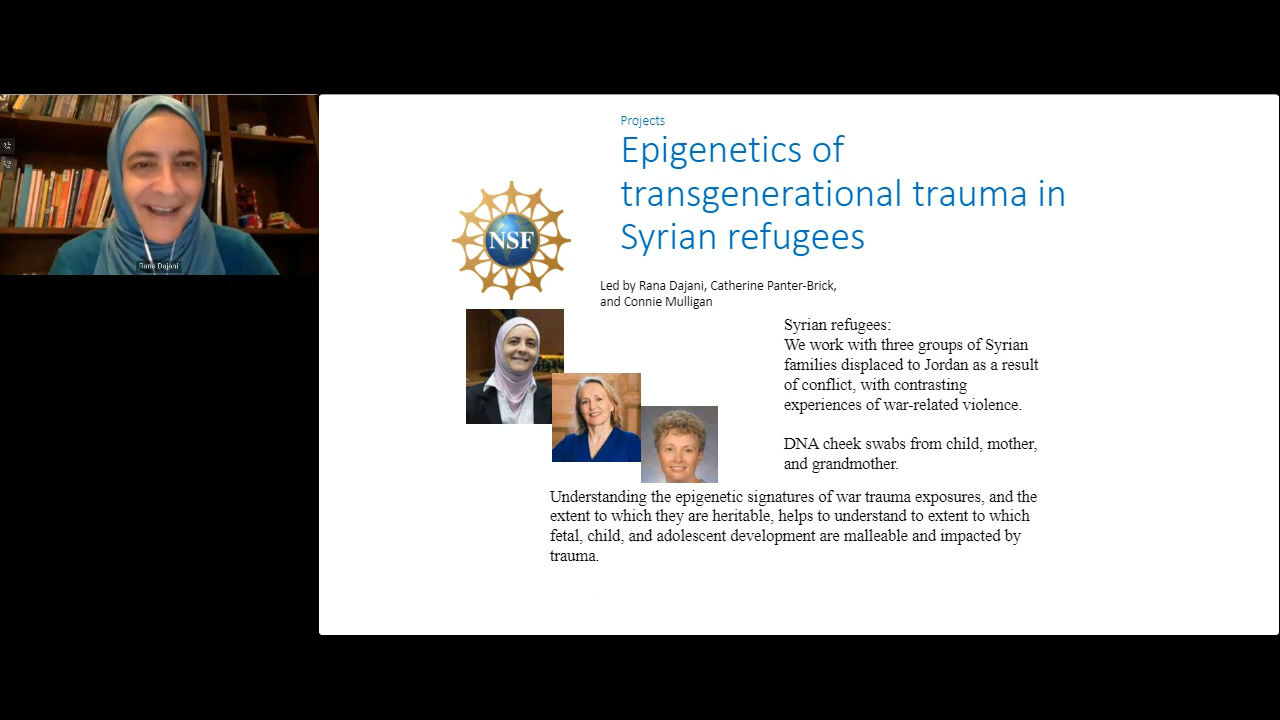 Rana Dajani
Projects
Epigenetics of
transgenerational trauma in
Syrian refugees
NSF
Led by Rana Dajani, Catherine Panter-Brick,
and Connie Mulligan
Syrian refugees:
We work with three groups of Syrian
families displaced to Jordan as a result
of conflict, with contrasting
experiences of war-related violence.
DNA cheek swabs from child, mother,
and grandmother.
Understanding the epigenetic signatures of war trauma exposures, and the
extent to which they are heritable, helps to understand to extent to which
fetal, child, and adolescent development are malleable and impacted by
trauma.